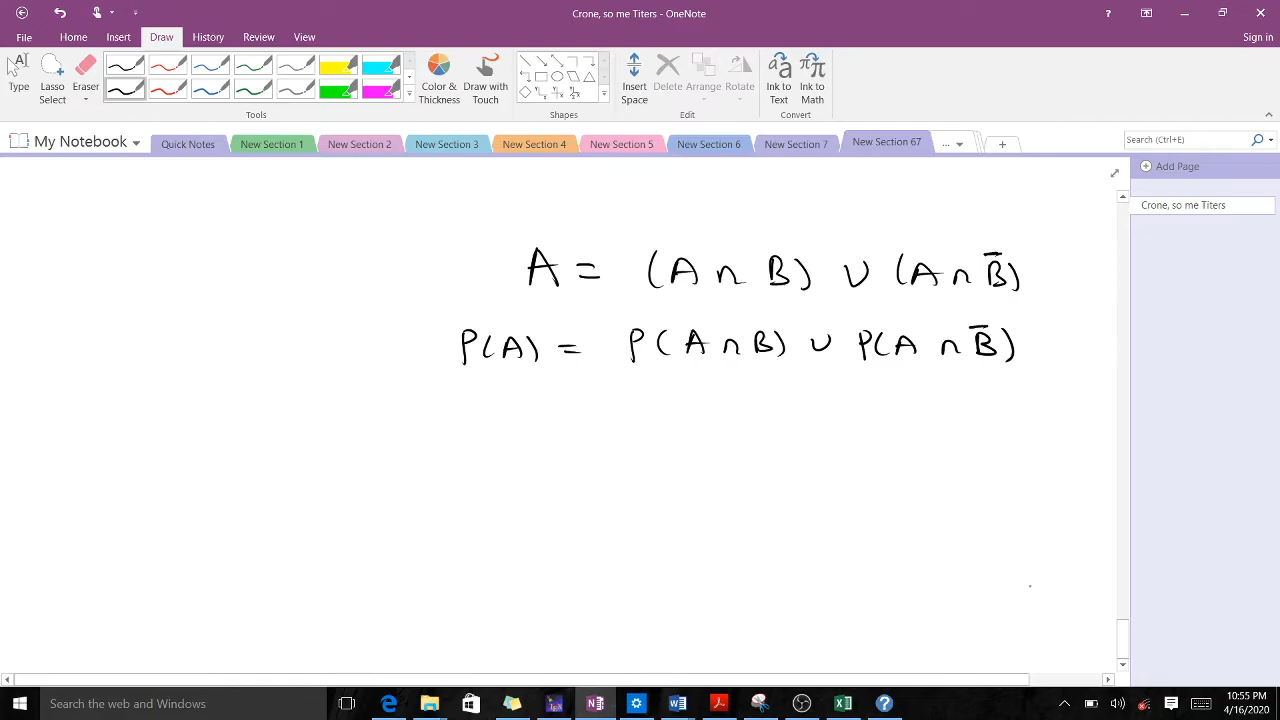 Crone, so me Titers - OneNote
File Home Insert Draw History Review View Sign in
Type Lasso Select Eraser Color & Thickness Draw with Touch Insert Space Delete Arrange Rotate Ink to Text Ink to Math
Tools Shapes Edit Convert
My Notebook Quick Notes New Section 1 New Section 2 New Section 3 New Section 4 New Section 5 New Section 6 New Section 7 New Section 67 ... Search (Ctrl+E)
Add Page
Crone, so me Titers
A = (A ∩ B) ∪ (A ∩ B̅)
P(A) = P(A ∩ B) ∪ P(A ∩ B̅)
Search the web and Windows
10:55 PM
4/16/2020